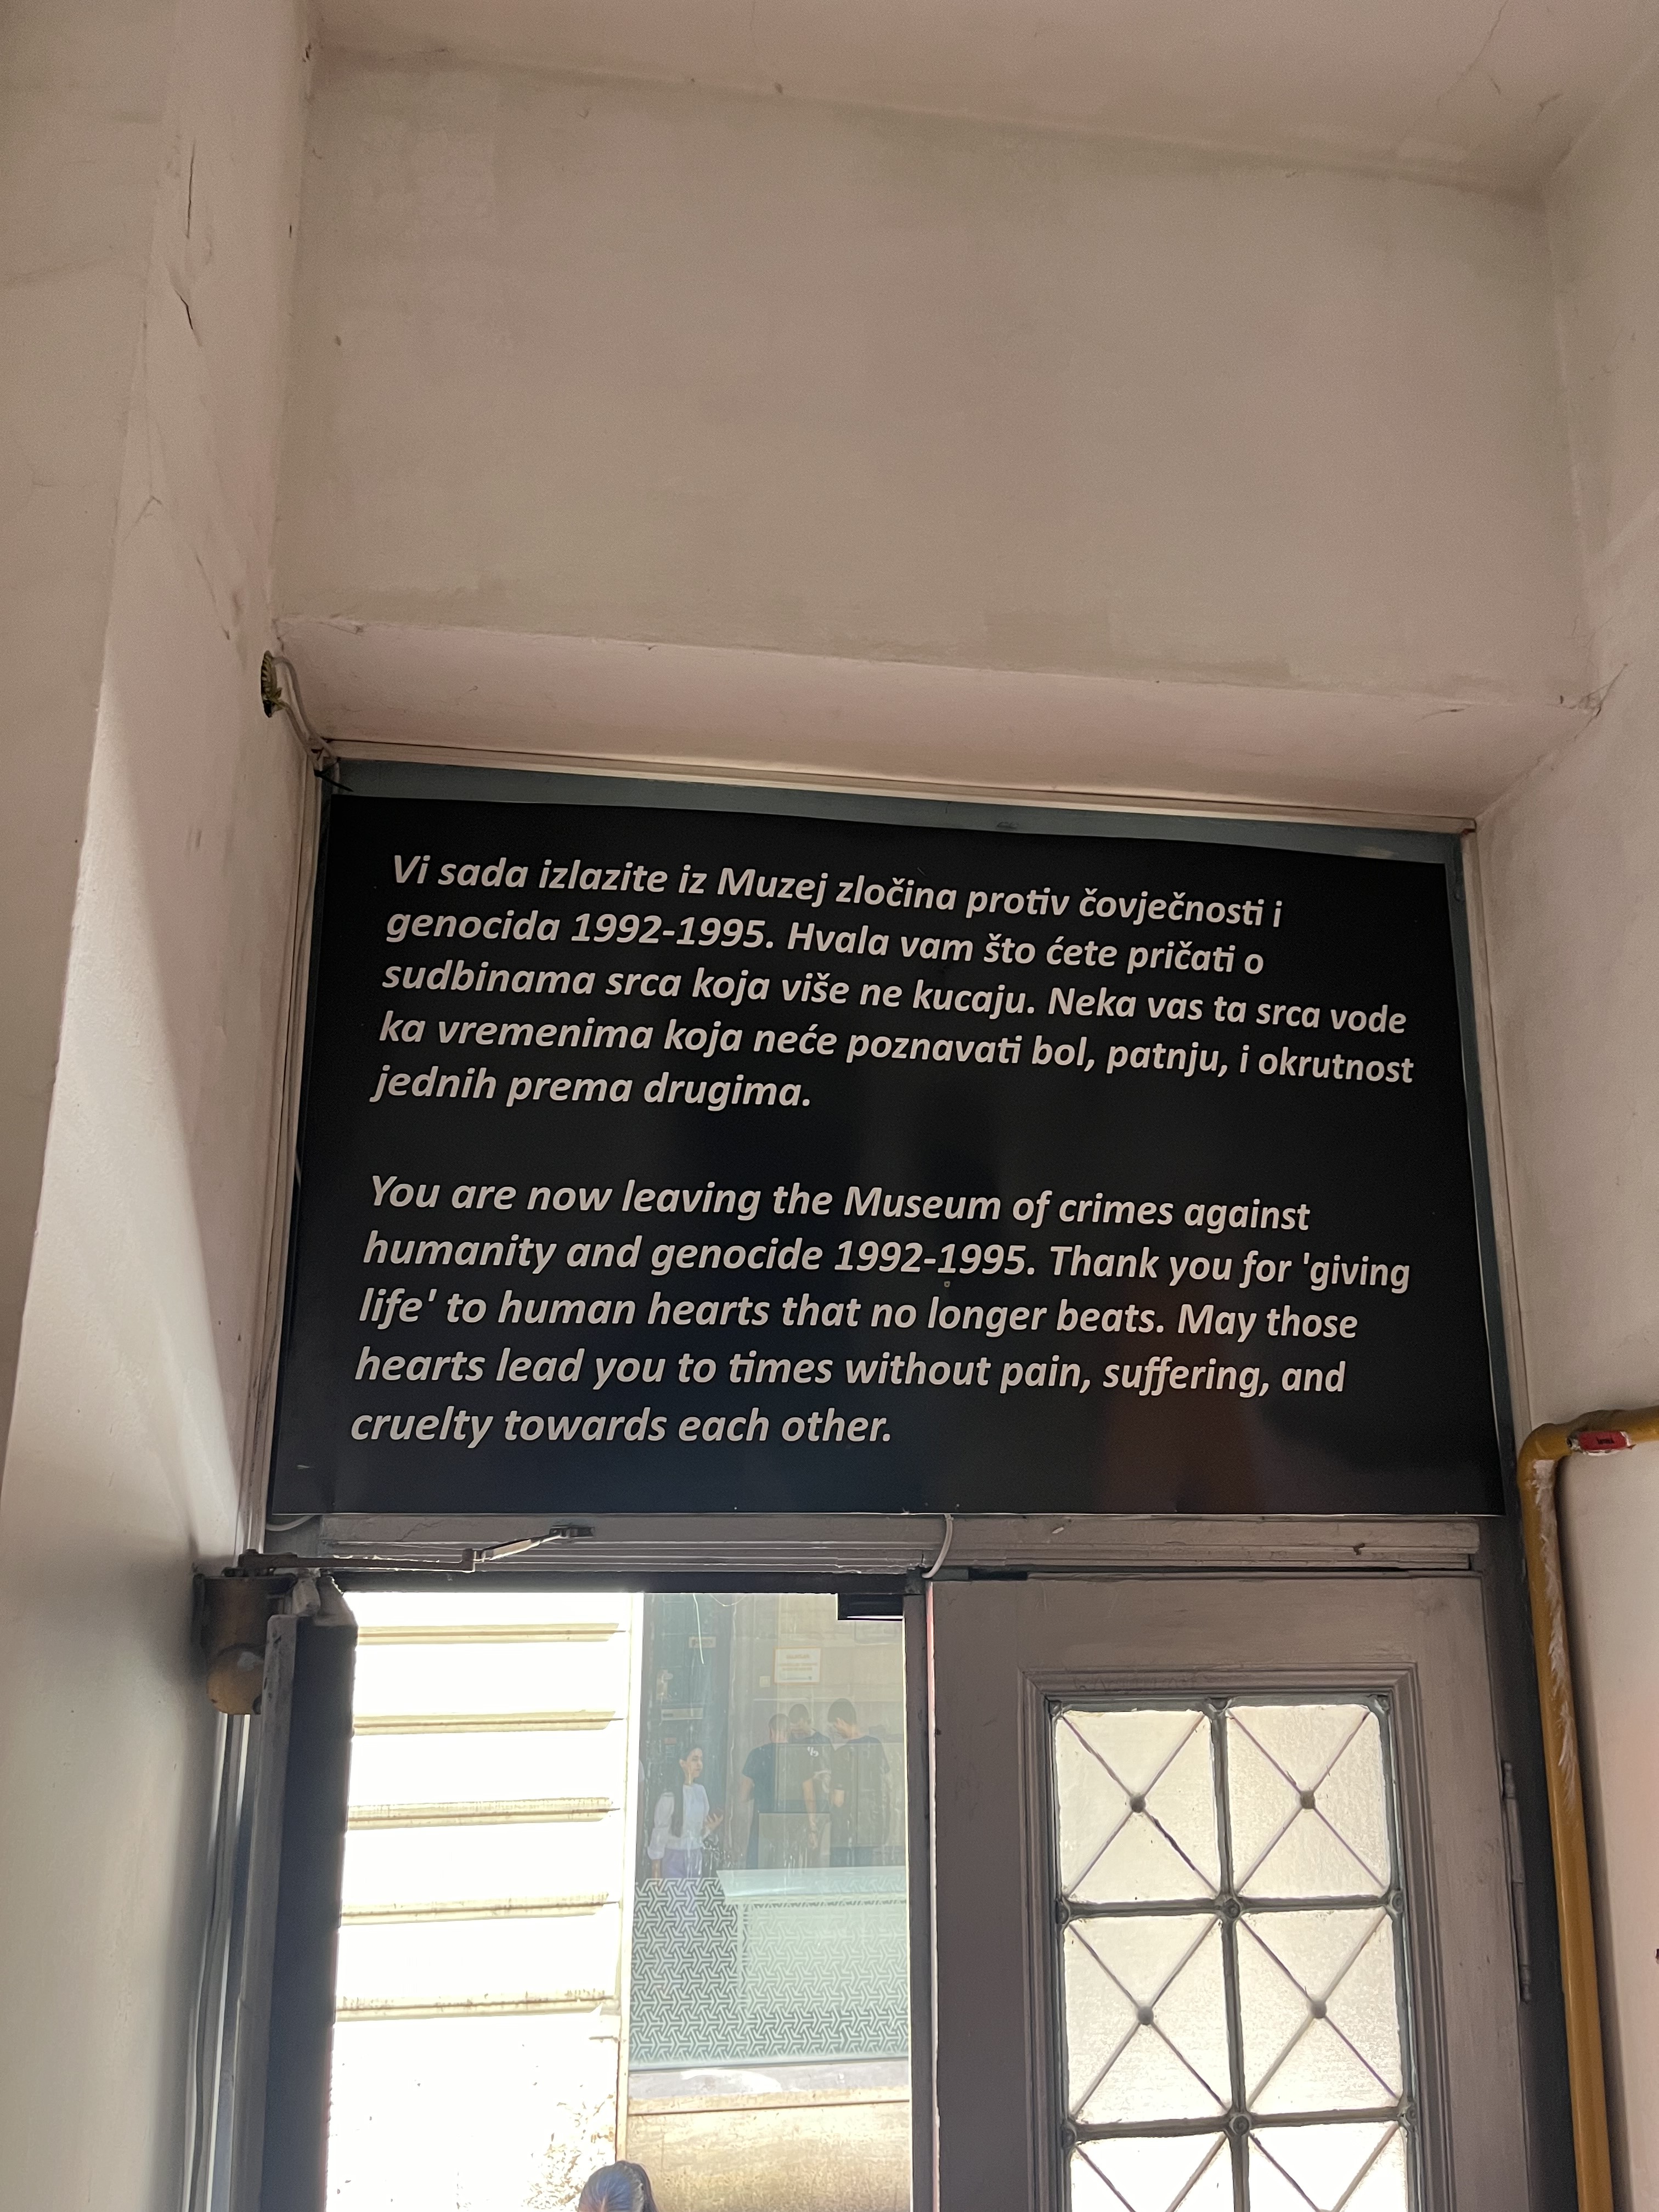 Vi sada izlazite iz Muzej zločina protiv čovječnosti i
genocida 1992-1995. Hvala vam što ćete pričati o
sudbinama srca koja više ne kucaju. Neka vas ta srca vode
ka vremenima koja neće poznavati bol, patnju, i okrutnost
jednih prema drugima.
You are now leaving the Museum of crimes against
humanity and genocide 1992-1995. Thank you for 'giving
life' to human hearts that no longer beats. May those
hearts lead you to times without pain, suffering, and
cruelty towards each other.